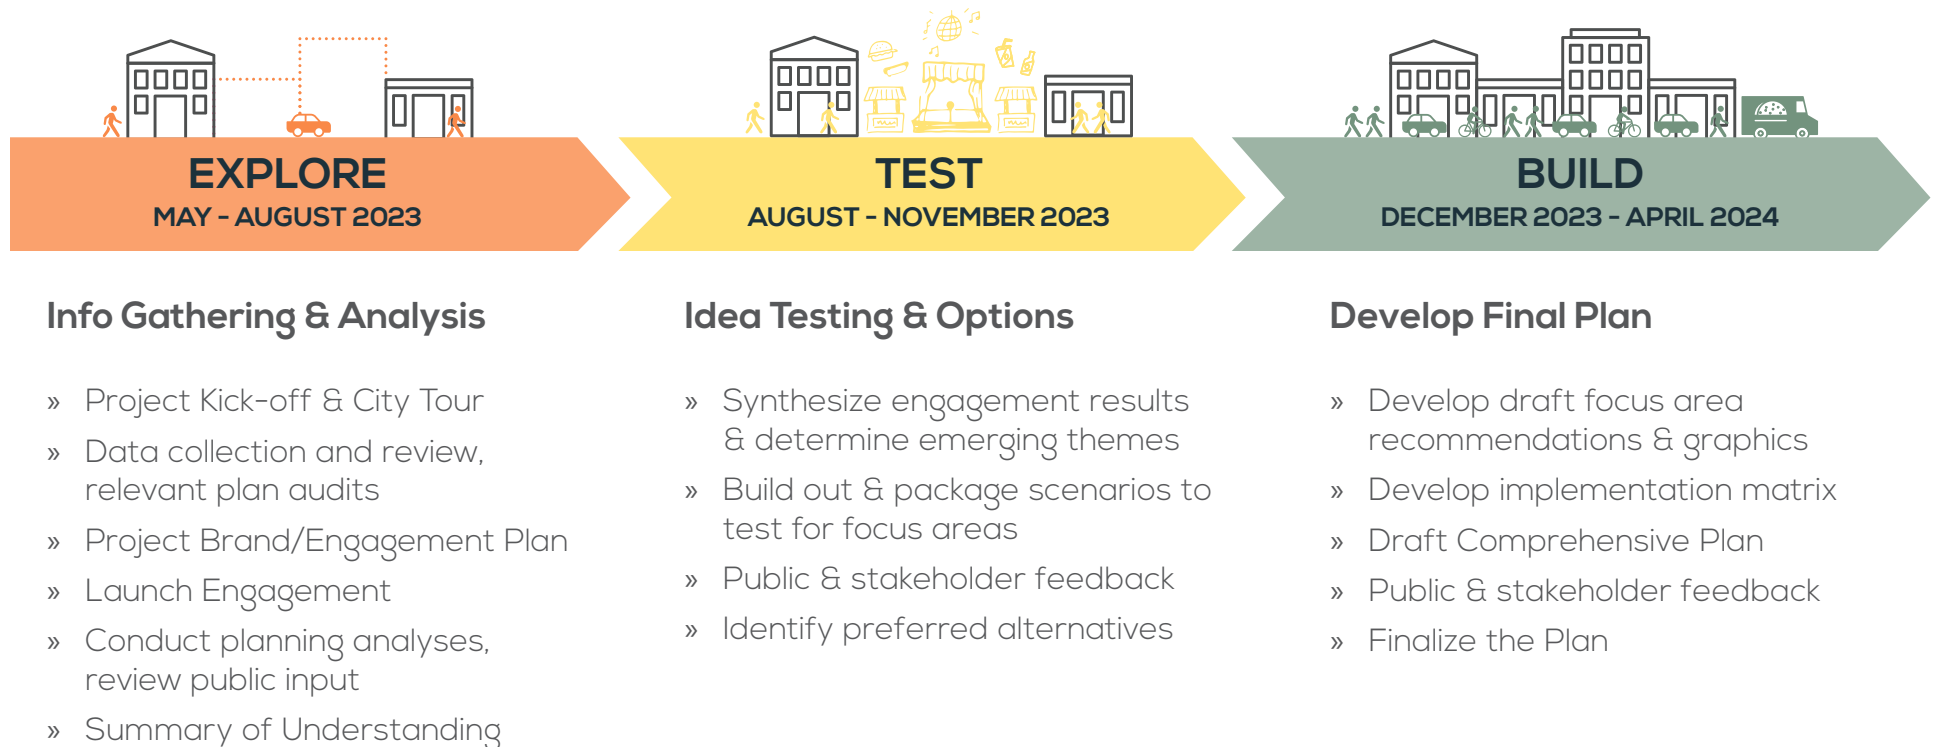 EXPLORE
MAY - AUGUST 2023
Info Gathering & Analysis
» Project Kick-off & City Tour
» Data collection and review,
relevant plan audits
» Project Brand/Engagement Plan
» Launch Engagement
» Conduct planning analyses,
review public input
» Summary of Understanding
TEST
AUGUST - NOVEMBER 2023
Idea Testing & Options
» Synthesize engagement results
& determine emerging themes
» Build out & package scenarios to
test for focus areas
» Public & stakeholder feedback
» Identify preferred alternatives
BUILD
DECEMBER 2023 - APRIL 2024
Develop Final Plan
» Develop draft focus area
recommendations & graphics
» Develop implementation matrix
» Draft Comprehensive Plan
» Public & stakeholder feedback
» Finalize the Plan